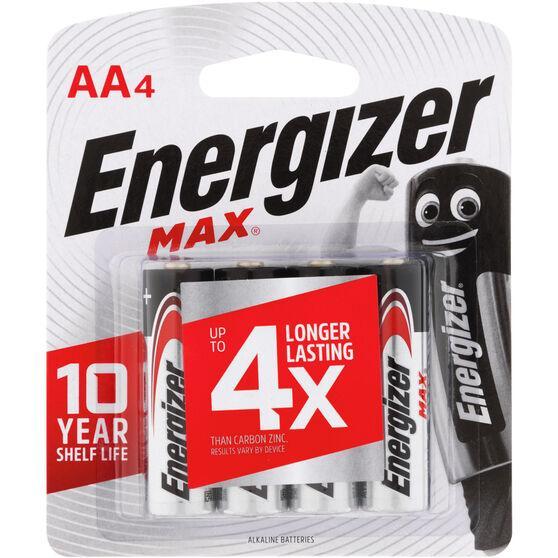 AA4
Energizer
MAX®
+
UP TO
4X
LONGER
LASTING
THAN CARBON ZINC.
RESULTS VARY BY DEVICE
10
YEAR
SHELF LIFE
Energizer
Energizer
MAX
Energizer
ALKALINE BATTERIES